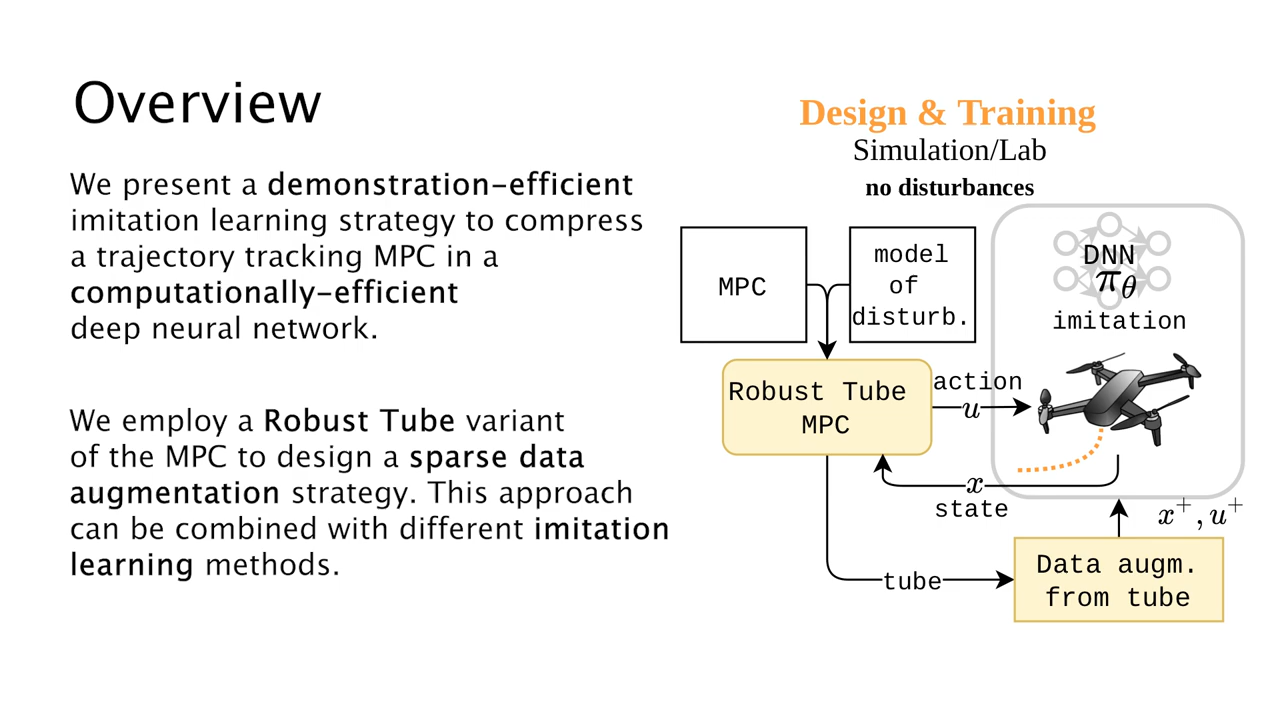 Overview
We present a demonstration-efficient
imitation learning strategy to compress
a trajectory tracking MPC in a
computationally-efficient
deep neural network.
We employ a Robust Tube variant
of the MPC to design a sparse data
augmentation strategy. This approach
can be combined with different imitation
learning methods.
Design & Training
Simulation/Lab
no disturbances
MPC
model
of
disturb.
DNN
π_θ
imitation
Robust Tube
MPC
action
u
x
state
x⁺, u⁺
tube
Data augm.
from tube